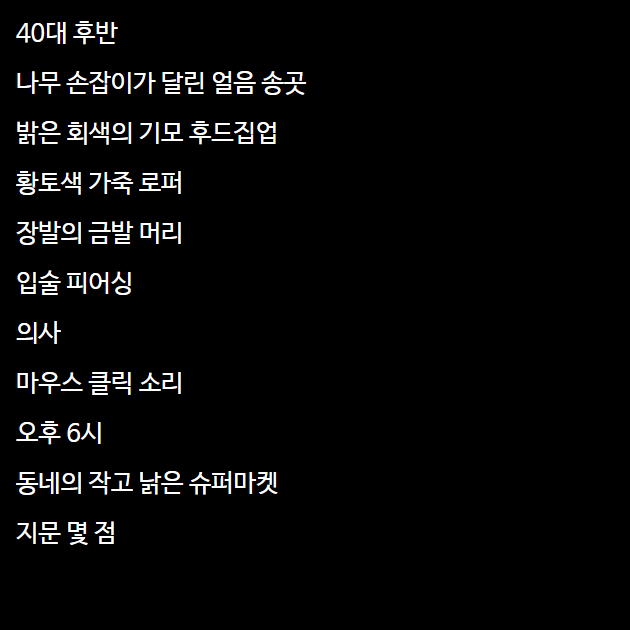 40대 후반
나무 손잡이가 달린 얼음 송곳
밝은 회색의 기모 후드집업
황토색 가죽 로퍼
장발의 금발 머리
입술 피어싱
의사
마우스 클릭 소리
오후 6시
동네의 작고 낡은 슈퍼마켓
지문 몇 점